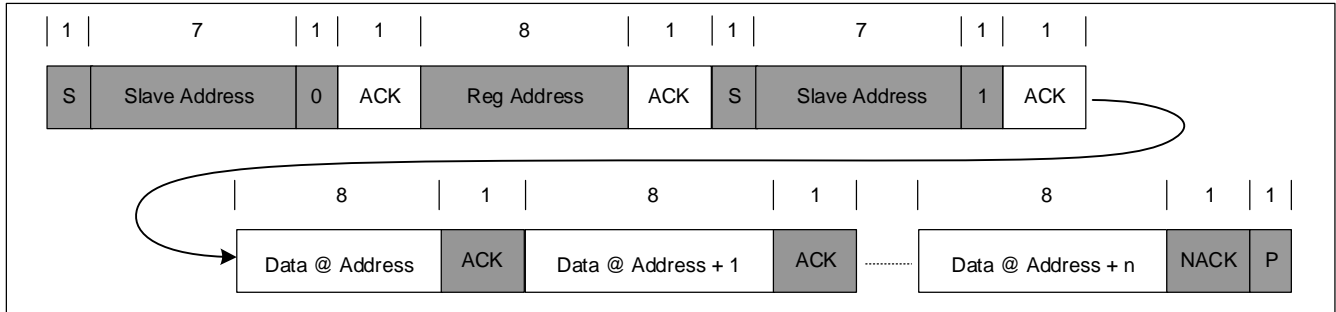 1 7 1 1 8 1 1 7 1 1
S Slave Address 0 ACK Reg Address ACK S Slave Address 1 ACK
8 1 8 1 8 1 1
Data @ Address ACK Data @ Address + 1 ACK Data @ Address + n NACK P